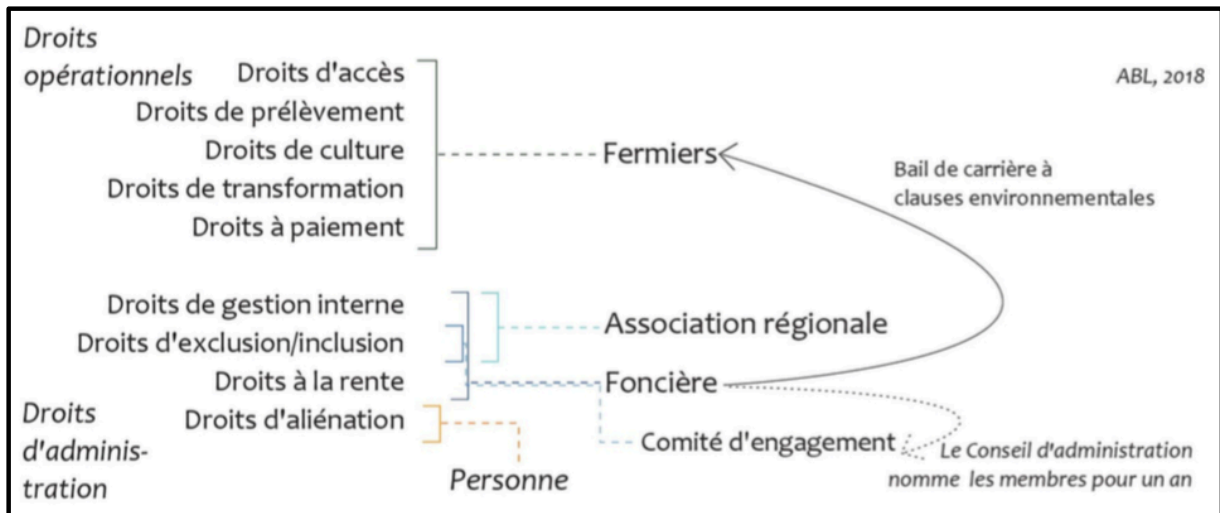 Droits
opérationnels
Droits d'accès
Droits de prélèvement
Droits de culture
Droits de transformation
Droits à paiement
Fermiers
ABL, 2018
Bail de carrière à
clauses environnementales
Droits de gestion interne
Droits d'exclusion/inclusion
Droits à la rente
Droits d'aliénation
Droits
d'adminis-
tration
Association régionale
Foncière
Comité d'engagement
Personne
Le Conseil d'administration
nomme les membres pour un an